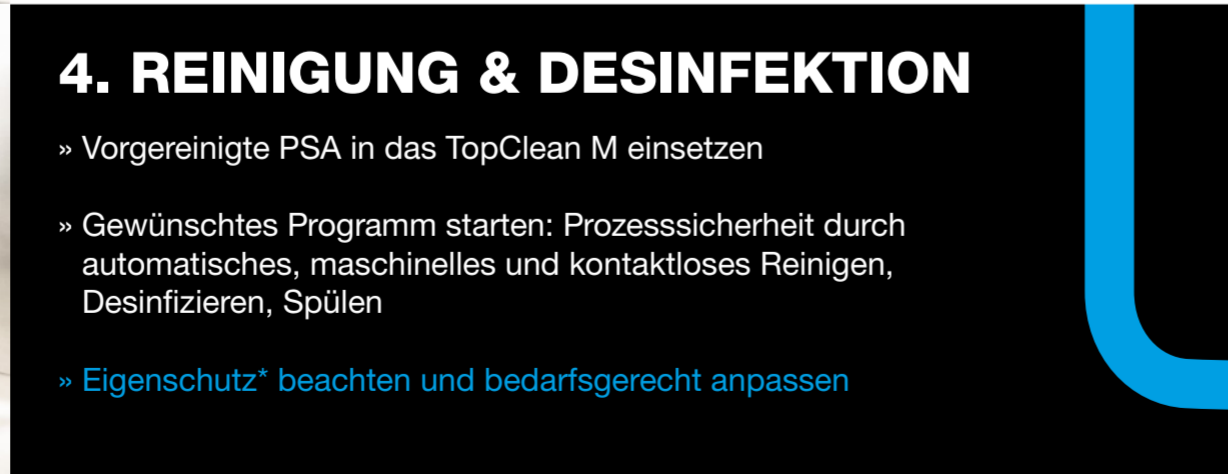 4. REINIGUNG & DESINFEKTION
» Vorgereinigte PSA in das TopClean M einsetzen
» Gewünschtes Programm starten: Prozesssicherheit durch
automatisches, maschinelles und kontaktloses Reinigen,
Desinfizieren, Spülen
» Eigenschutz* beachten und bedarfsgerecht anpassen